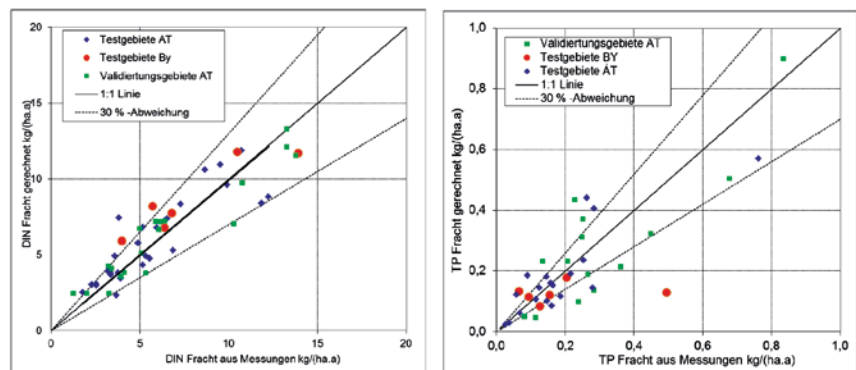 20
15
10
5
0
0
5
10
15
20
DIN Fracht gerechnet kg/(ha.a)
DIN Fracht aus Messungen kg/(ha.a)
Testgebiete AT
Testgebiete By
Validiertungsgebiete AT
1:1 Linie
30 % -Abweichung
1,0
0,8
0,6
0,4
0,2
0,0
0,0
0,2
0,4
0,6
0,8
1,0
TP Fracht gerechnet kg/(ha.a)
TP Fracht aus Messungen kg/(ha.a)
Validiertungsgebiete AT
Testgebiete BY
Testgebiete AT
1:1 Linie
30 % -Abweichung